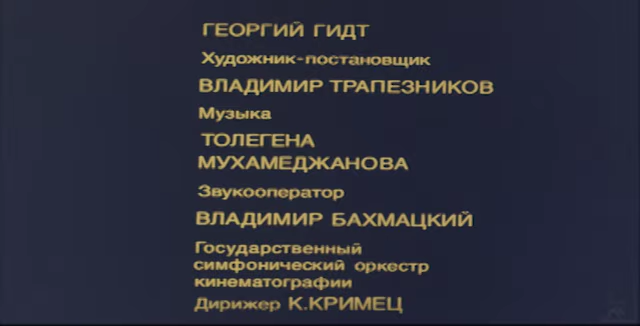 ГЕОРГИЙ ГИДТ
Художник-постановщик
ВЛАДИМИР ТРАПЕЗНИКОВ
Музыка
ТОЛЕГЕНА
МУХАМЕДЖАНОВА
Звукооператор
ВЛАДИМИР БАХМАЦКИЙ
Государственный
симфонический оркестр
кинематографии
Дирижер К.КРИМЕЦ